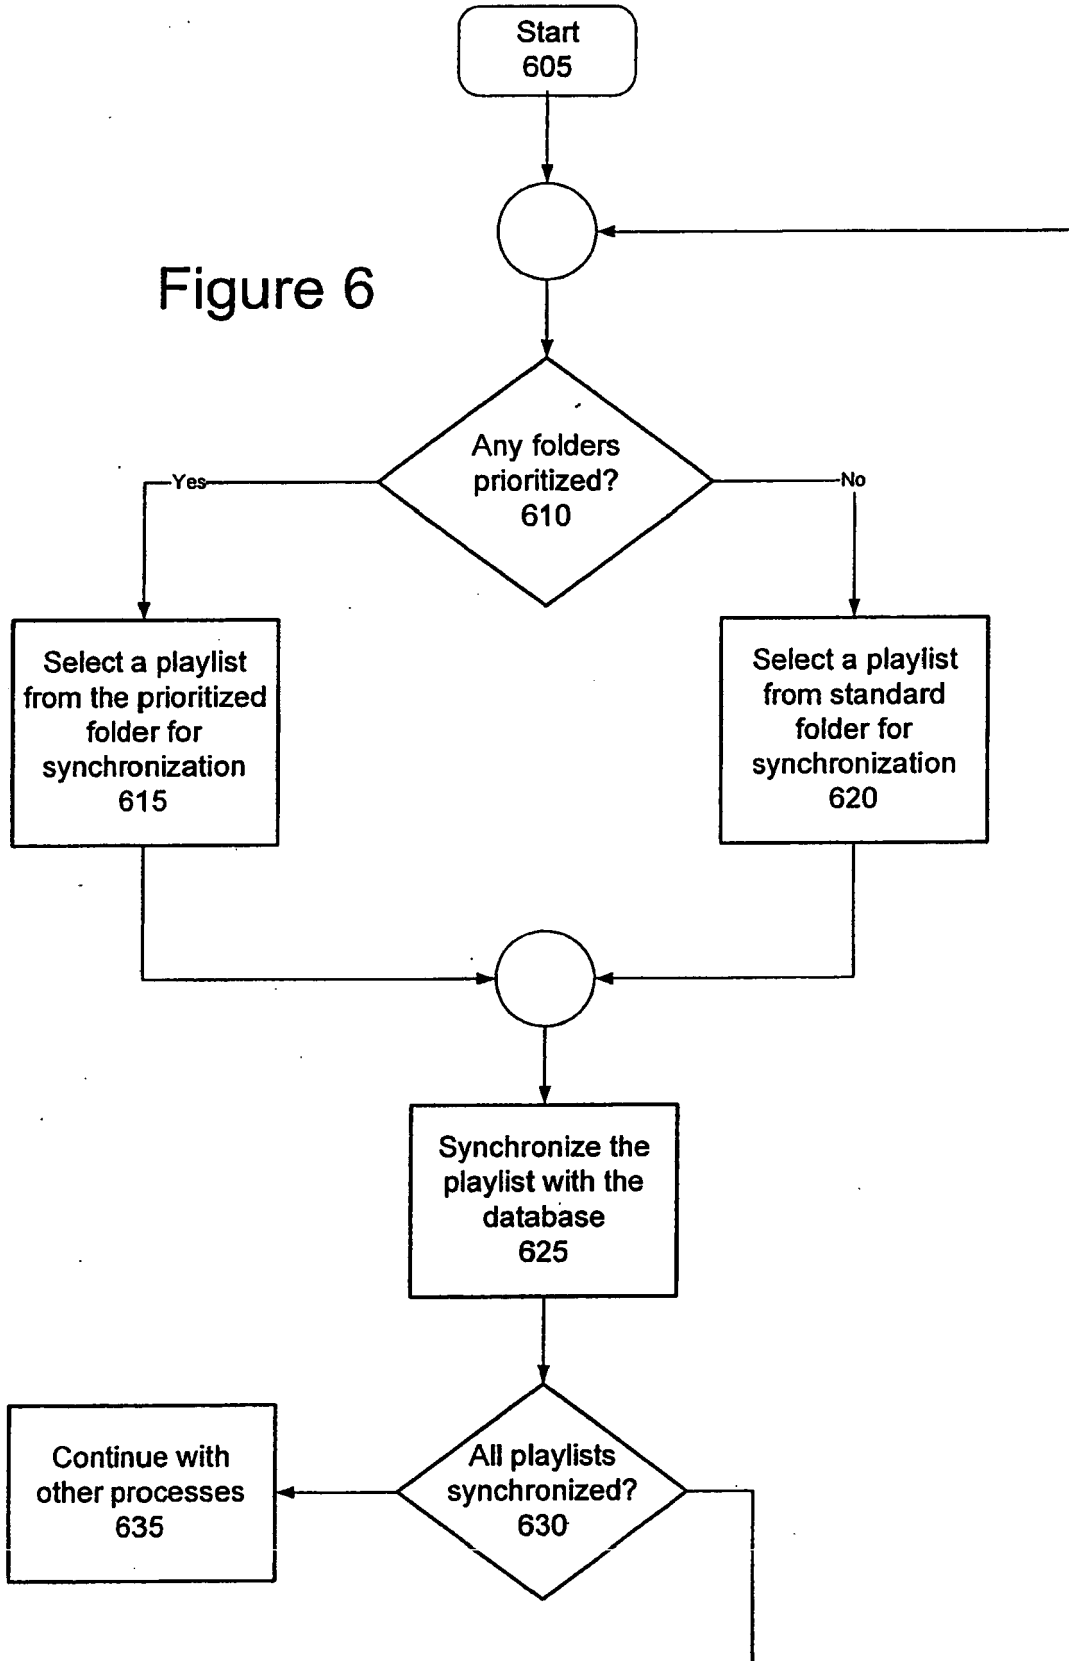 Start
605
Figure 6
Any folders
prioritized?
610
Yes
No
Select a playlist
from the prioritized
folder for
synchronization
615
Select a playlist
from standard
folder for
synchronization
620
Synchronize the
playlist with the
database
625
All playlists
synchronized?
630
Continue with
other processes
635